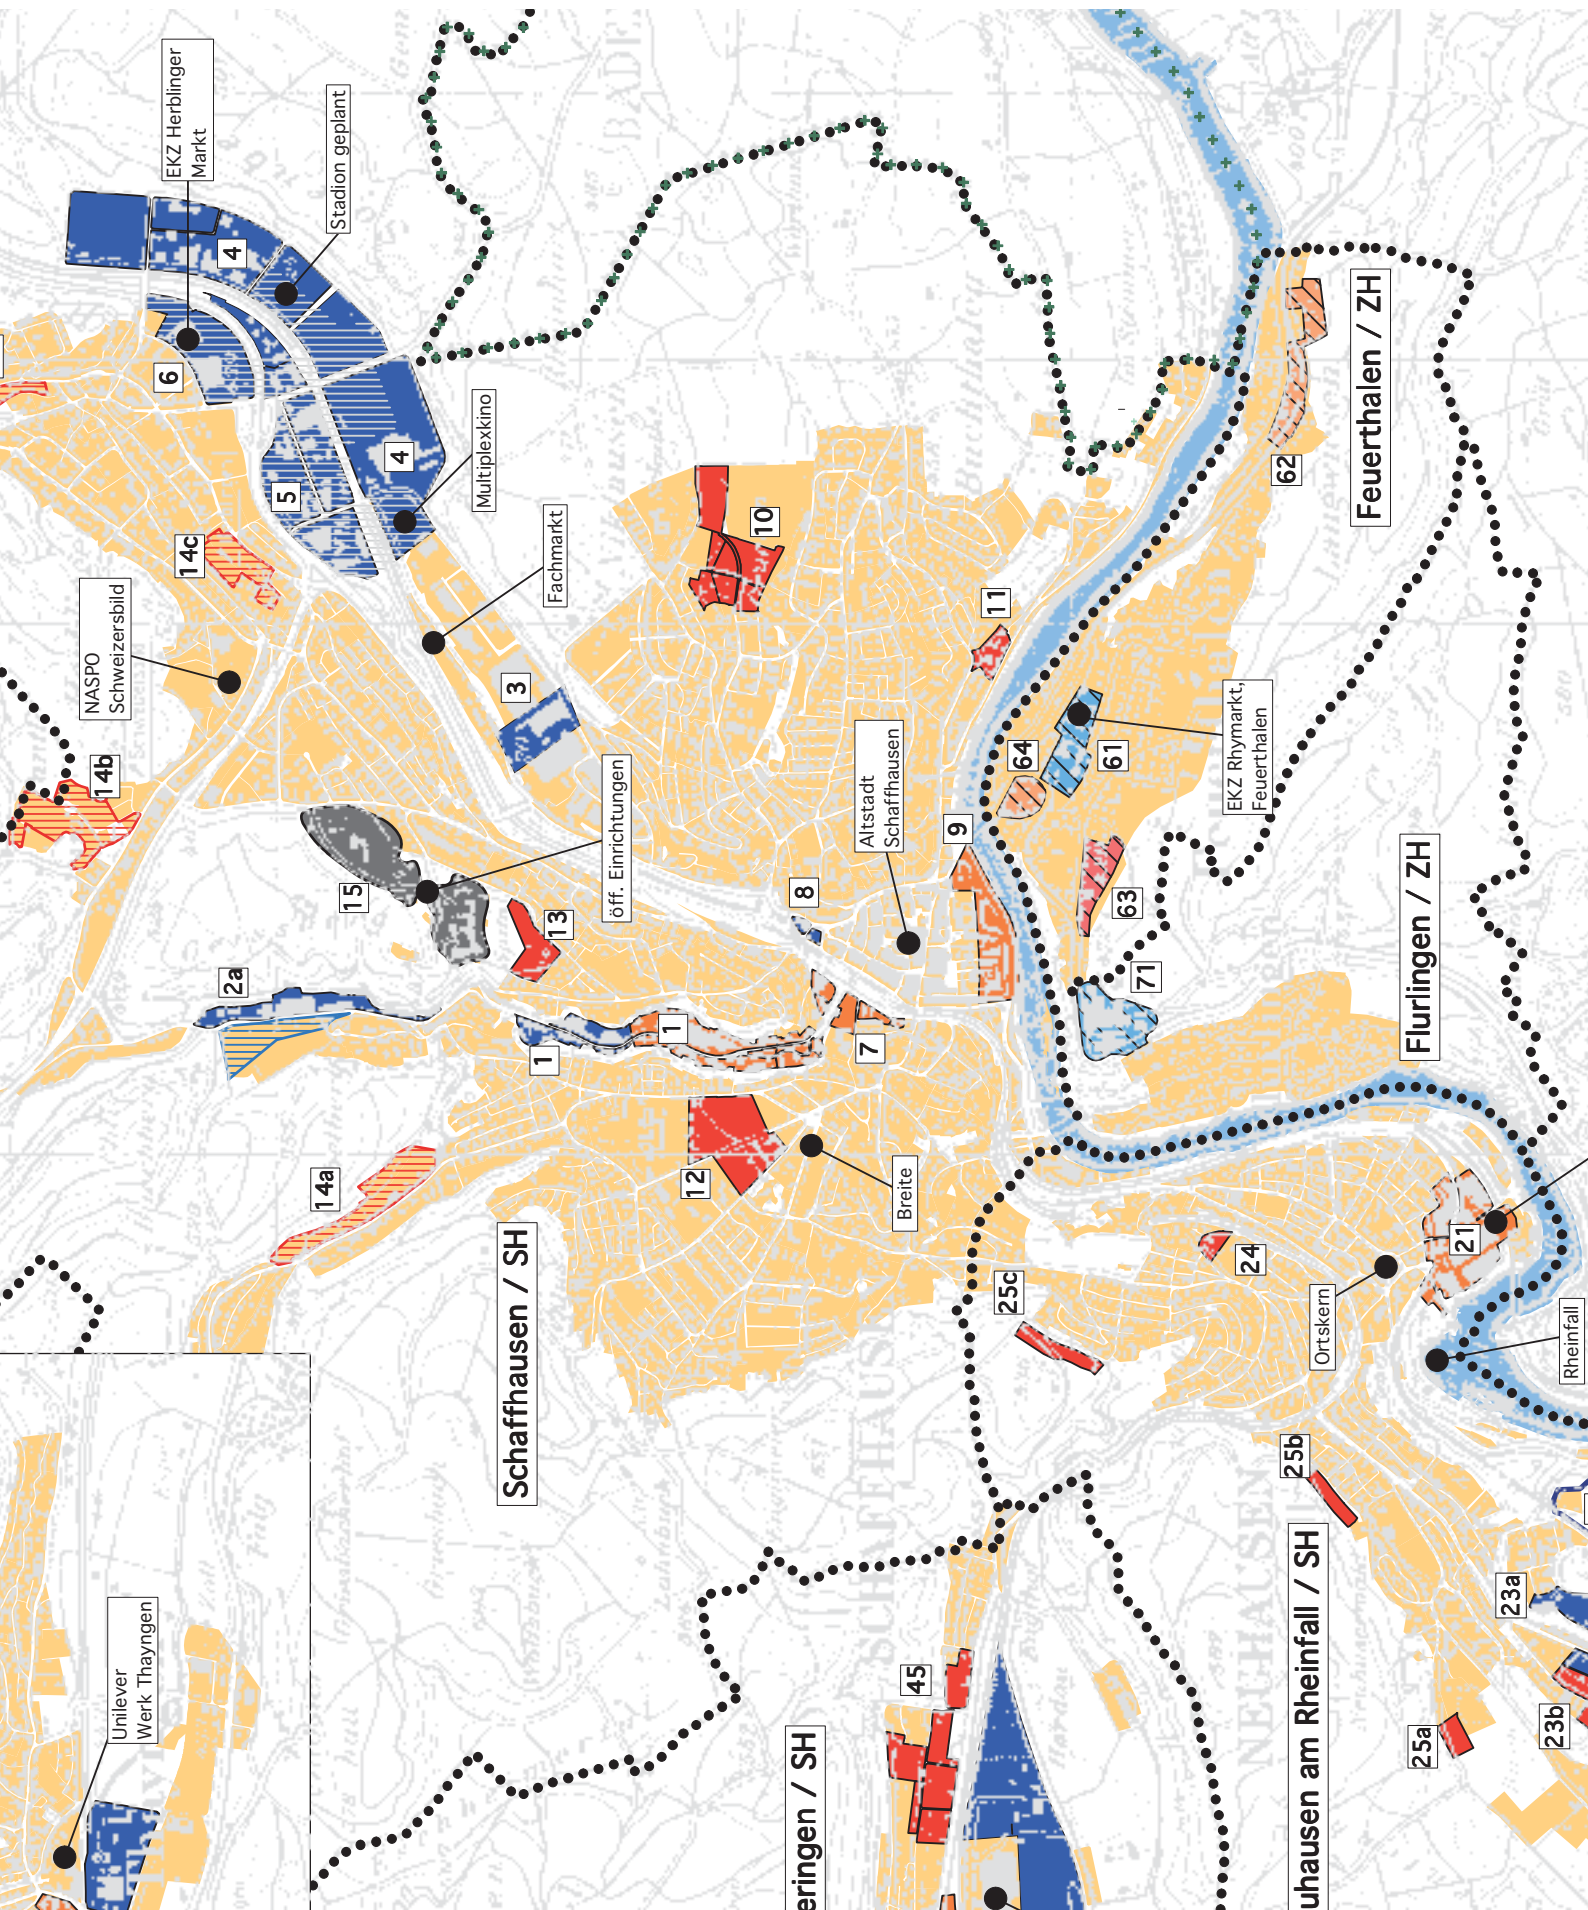 EKZ Herblinger
Markt
Stadion geplant
4
6
5
4
Multiplexkino
14c
NASPO
Schweizersbild
Fachmarkt
14b
3
10
11
62
Feuerthalen / ZH
64
61
EKZ Rhymarkt,
Feuerthalen
öff. Einrichtungen
15
13
8
Altstadt
Schaffhausen
9
63
71
Flurlingen / ZH
2a
1
1
7
14a
12
Breite
Schaffhausen / SH
25c
24
21
Ortskern
Rheinfall
25b
Unilever
Werk Thayngen
45
eringen / SH
uhausen am Rheinfall / SH
23a
25a
23b